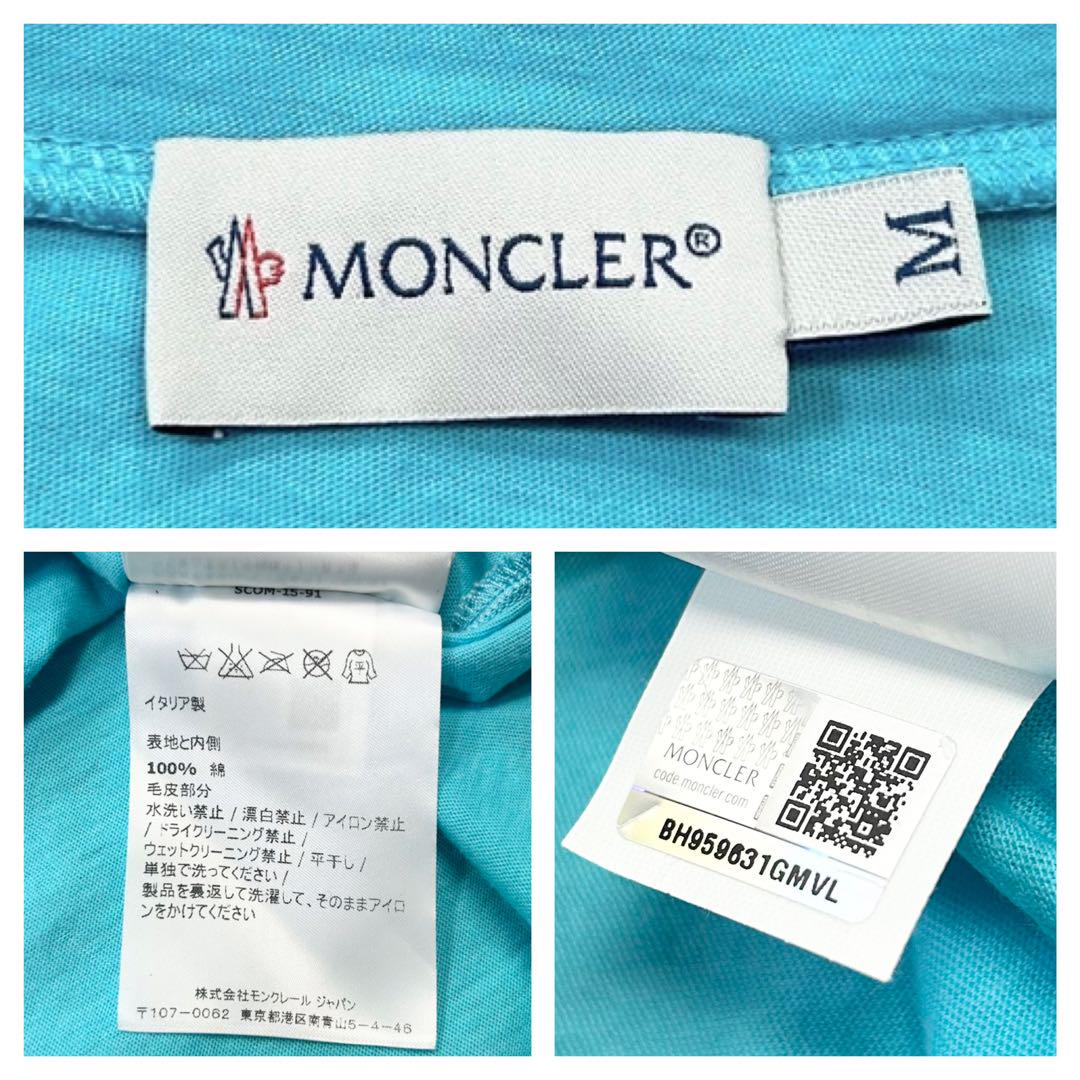 MONCLER®
M
SCOM-15-91
平
イタリア製
表地と内側
100% 綿
毛皮部分
水洗い禁止 / 漂白禁止 / アイロン禁止
/ ドライクリーニング禁止 /
ウェットクリーニング禁止 / 平干し /
単独で洗ってください /
製品を裏返して洗濯して、そのままアイロ
ンをかけてください
株式会社モンクレール ジャパン
〒107-0062 東京都港区南青山5-4-46
MONCLER
code.moncler.com
BH959631GMVL